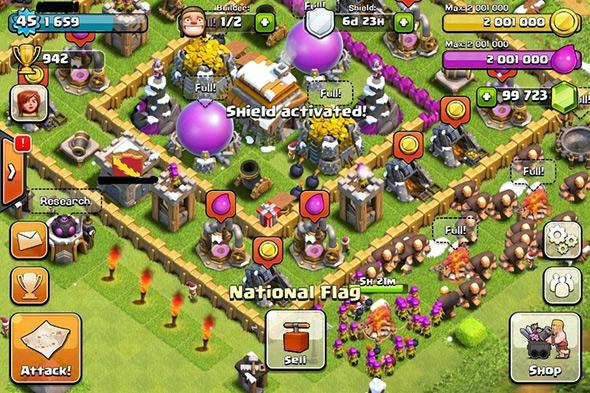 45 1 659
Builder:
1/2
Shield:
6d 23h
Max: 2 001 000
2 001 000
942
Full!
Max: 2 001 000
2 001 000
Full!
Full!
99 723
Shield activated!
!
Full!
Research
Full!
5h 21m
National Flag
Attack!
Sell
Shop